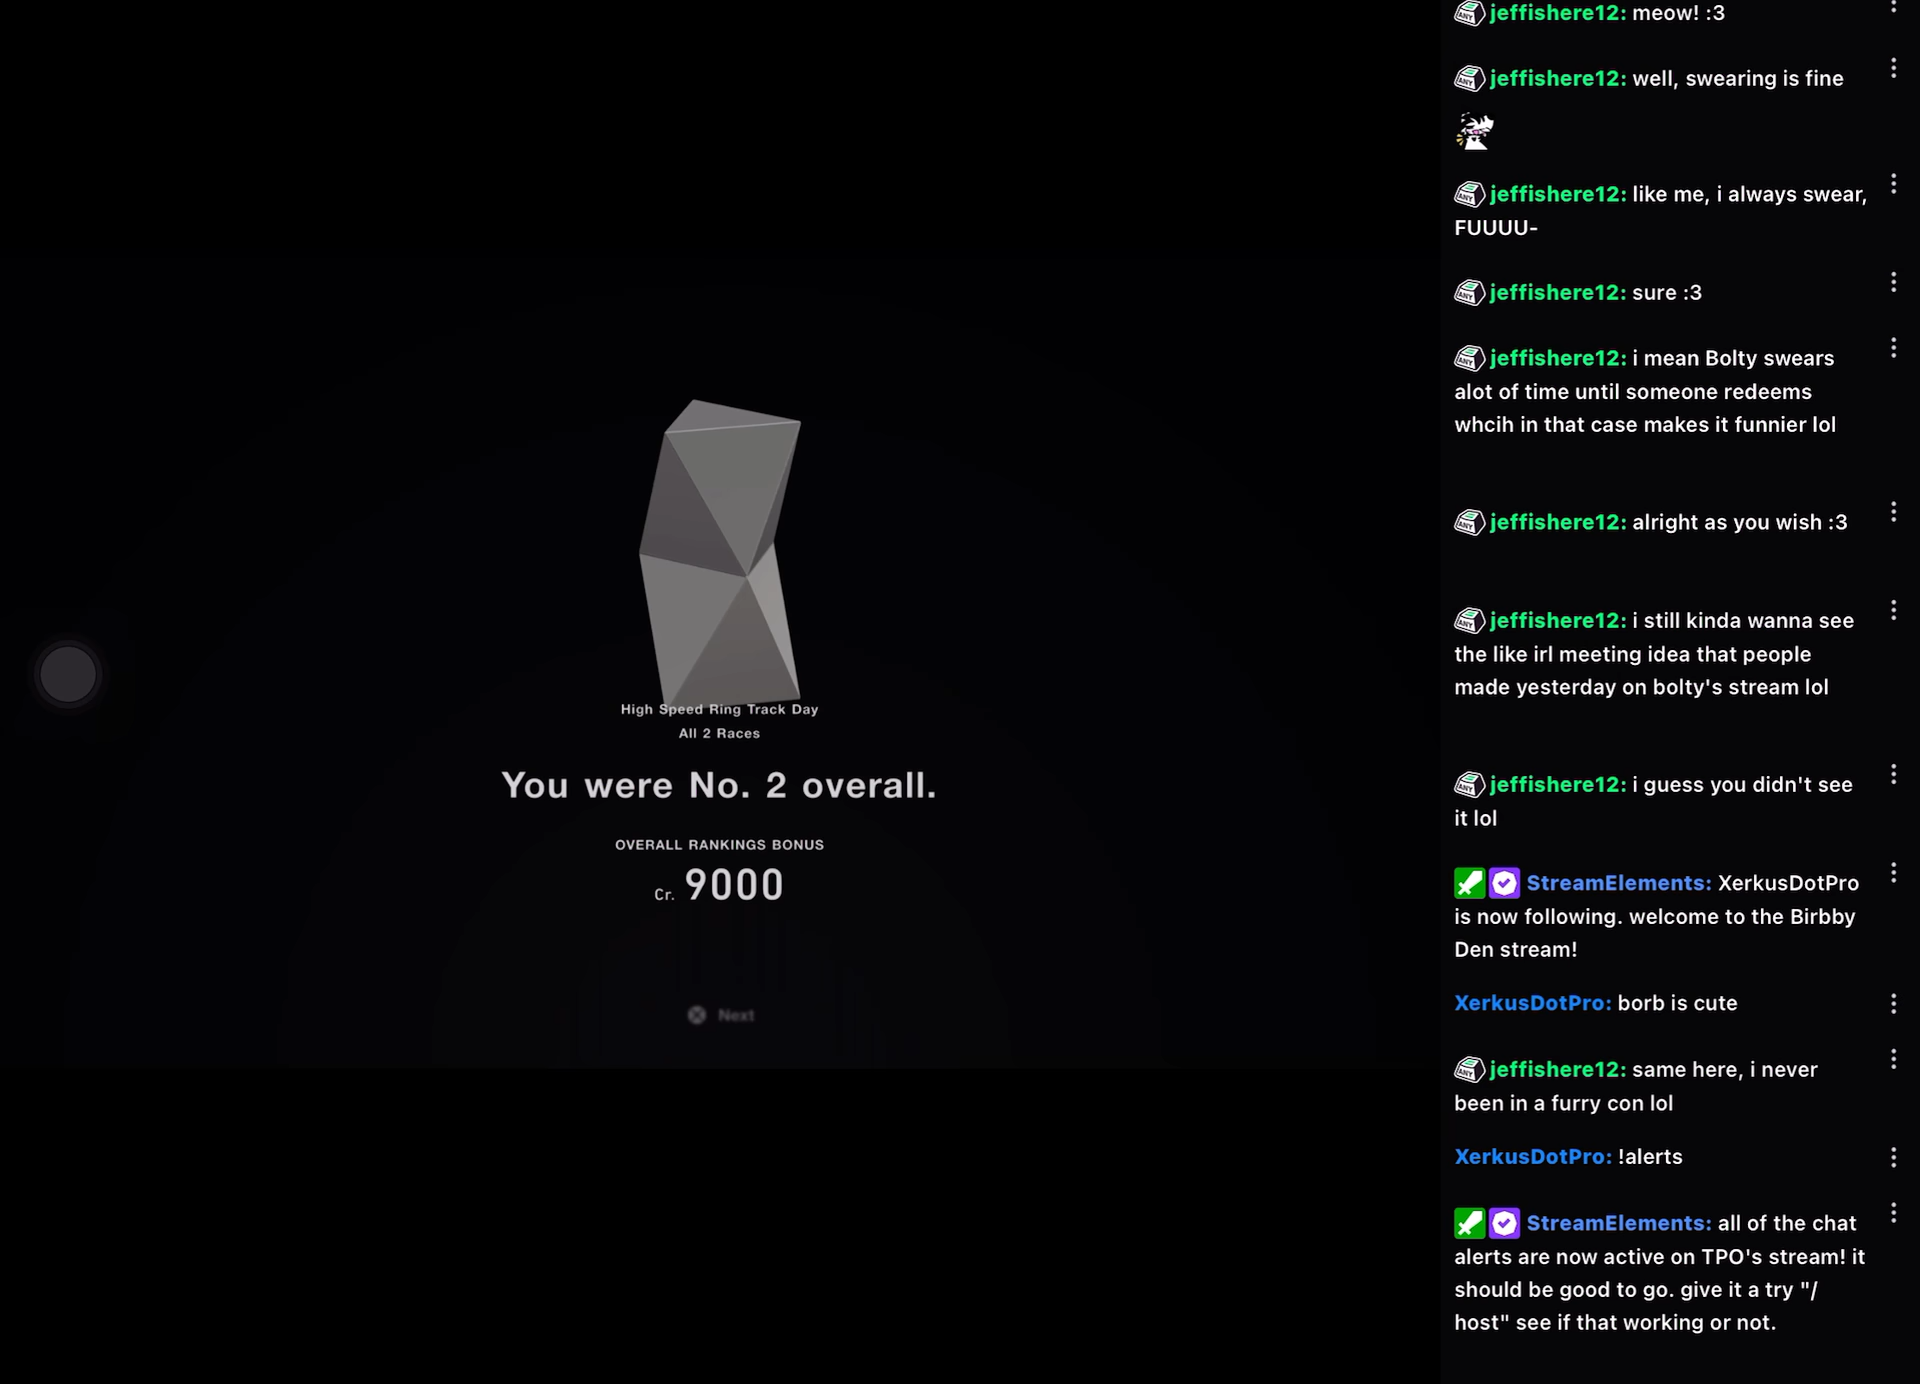 High Speed Ring Track Day
All 2 Races
You were No. 2 overall.
OVERALL RANKINGS BONUS
Cr. 9000
Next
jeffishere12: meow! :3
jeffishere12: well, swearing is fine
jeffishere12: like me, i always swear,
FUUUU-
jeffishere12: sure :3
jeffishere12: i mean Bolty swears
alot of time until someone redeems
whcih in that case makes it funnier lol
jeffishere12: alright as you wish :3
jeffishere12: i still kinda wanna see
the like irl meeting idea that people
made yesterday on bolty's stream lol
jeffishere12: i guess you didn't see
it lol
StreamElements: XerkusDotPro
is now following. welcome to the Birbby
Den stream!
XerkusDotPro: borb is cute
jeffishere12: same here, i never
been in a furry con lol
XerkusDotPro: !alerts
StreamElements: all of the chat
alerts are now active on TPO's stream! it
should be good to go. give it a try "/
host" see if that working or not.